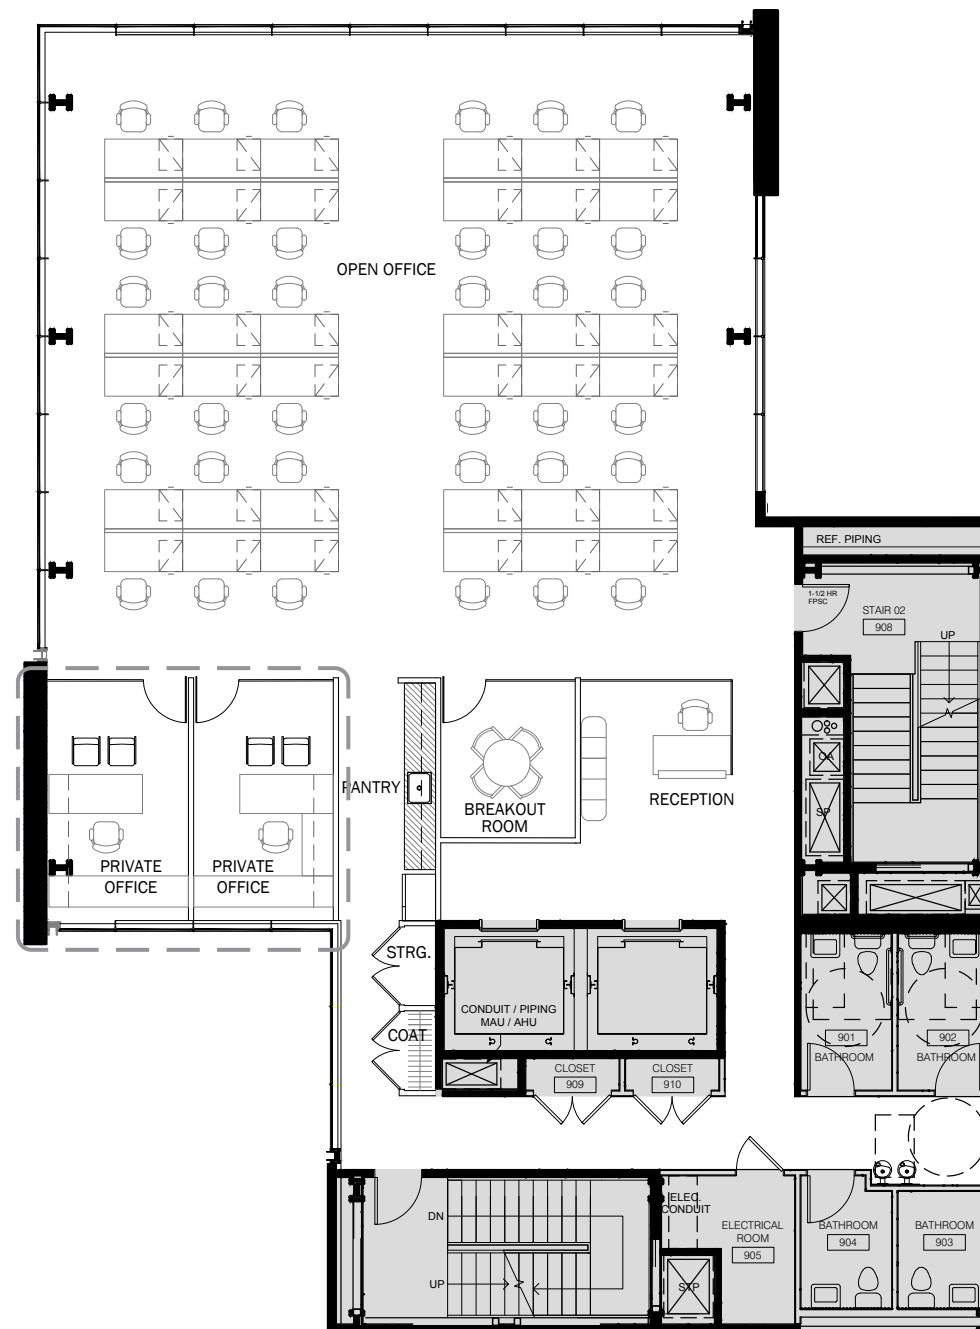 OPEN OFFICE
REF. PIPING
1-1/2 HR
FPSC
STAIR 02
908
UP
OA
SP
PANTRY
BREAKOUT
ROOM
RECEPTION
PRIVATE
OFFICE
PRIVATE
OFFICE
STRG.
CONDUIT / PIPING
MAU / AHU
COAT
CLOSET
909
CLOSET
910
901
BATHROOM
902
BATHROOM
DN
UP
ELEC.
CONDUIT
ELECTRICAL
ROOM
905
STP
BATHROOM
904
BATHROOM
903